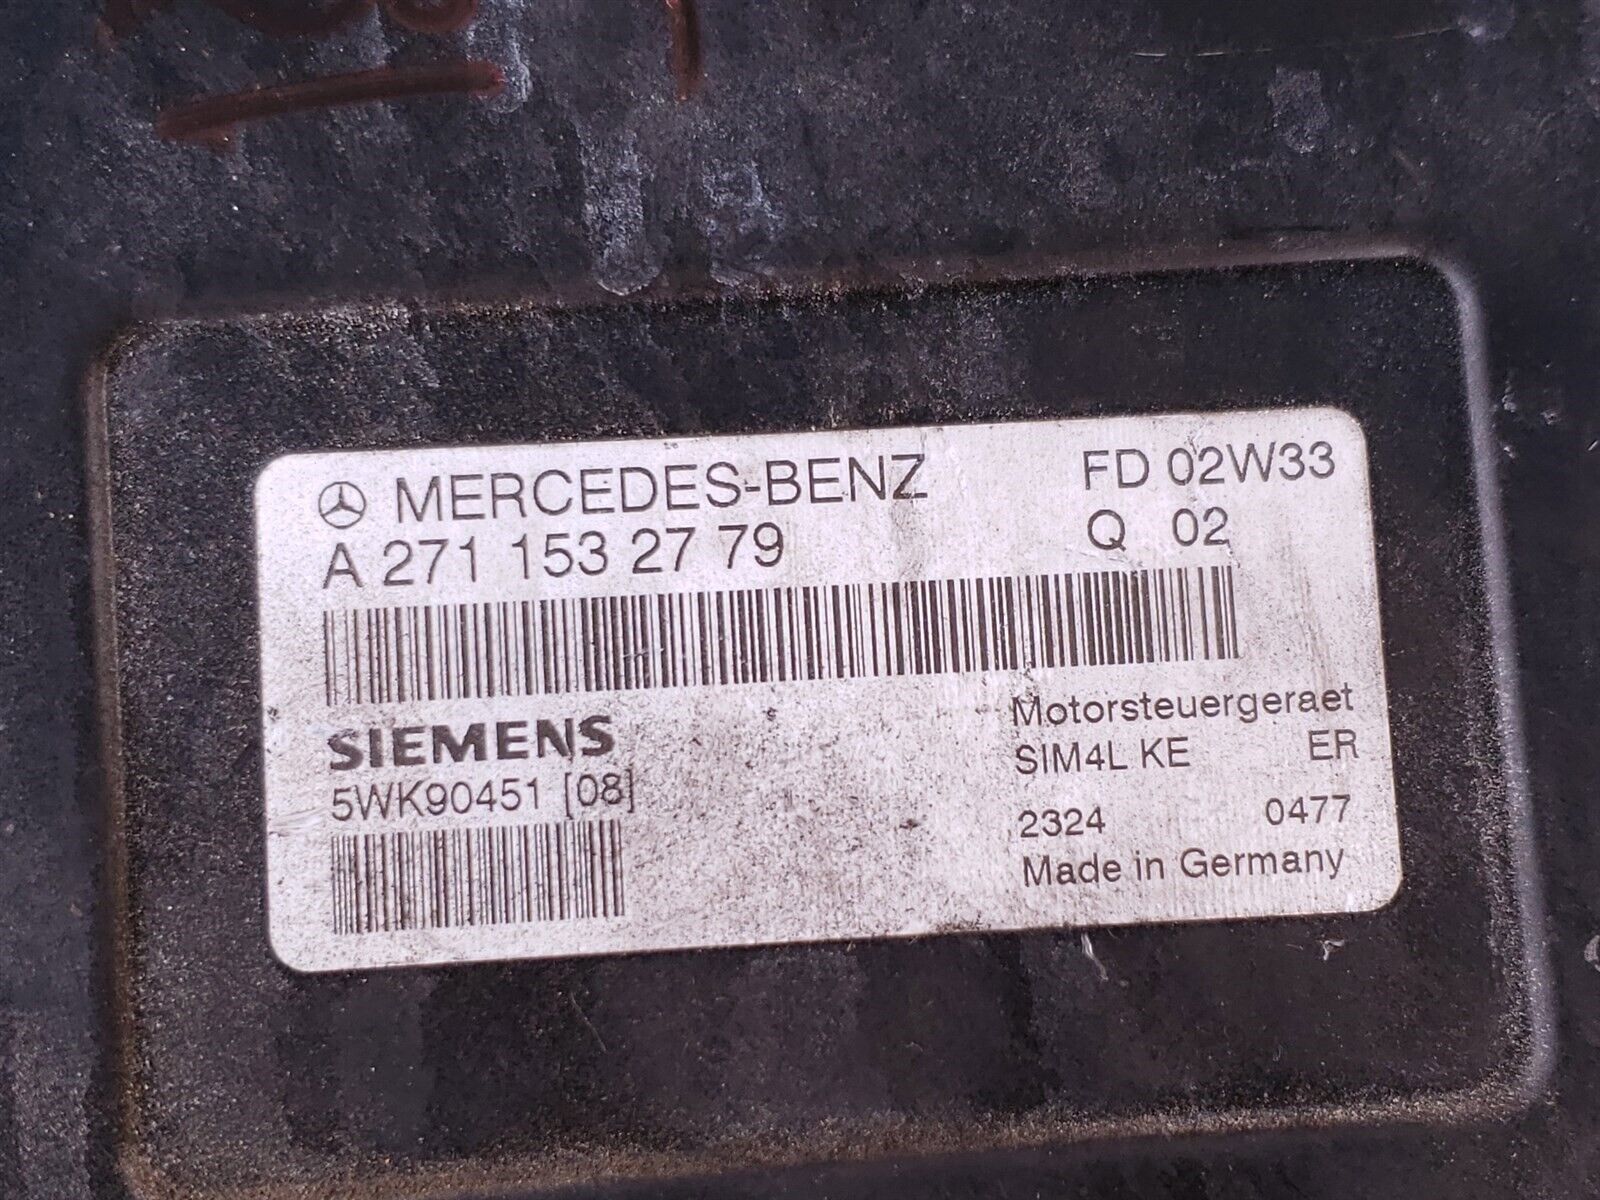 MERCEDES-BENZ FD 02W33
A 271 153 27 79 Q 02
SIEMENS
5WK90451 [08]
Motorsteuergeraet
SIM4L KE ER
2324 0477
Made in Germany